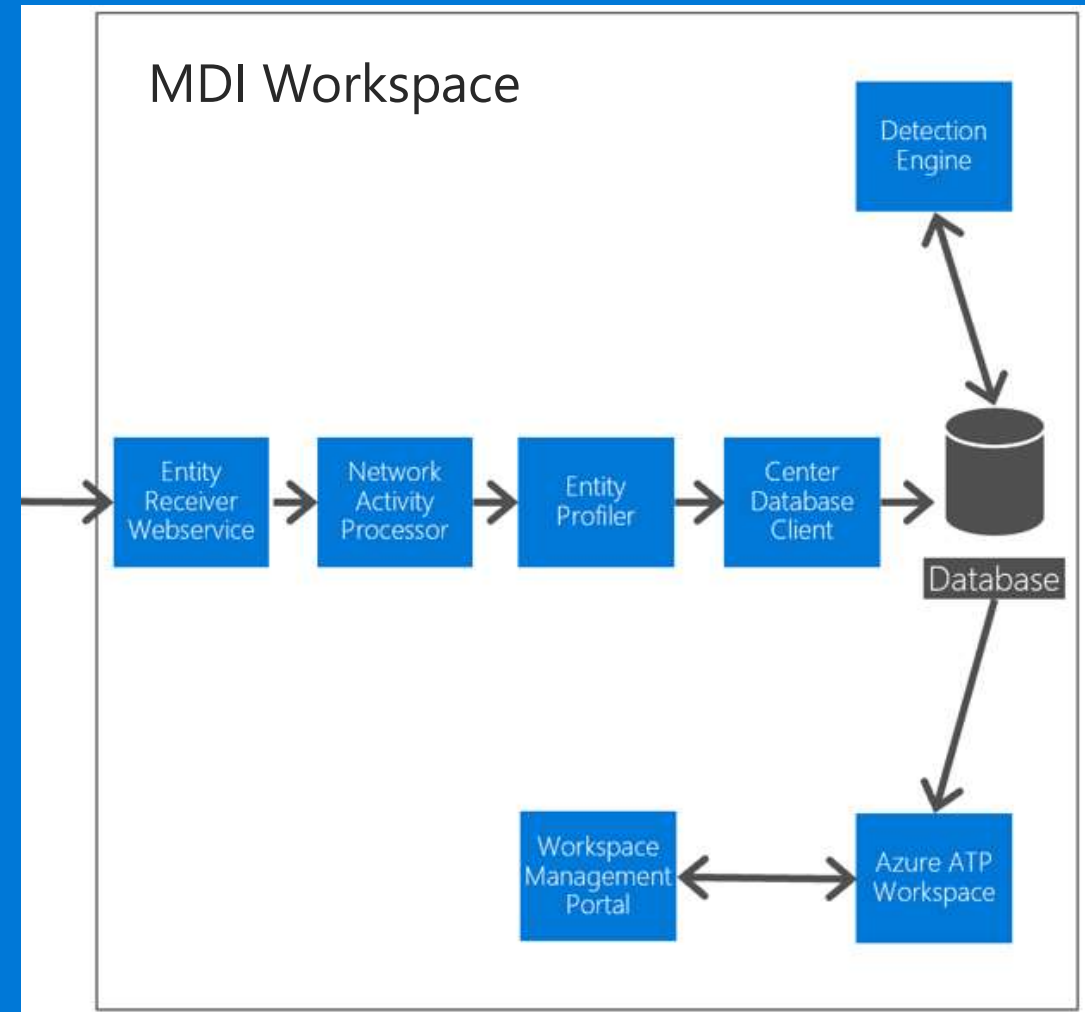 MDI Workspace
Detection
Engine
Entity
Receiver
Webservice
Network
Activity
Processor
Entity
Profiler
Center
Database
Client
Database
Workspace
Management
Portal
Azure ATP
Workspace